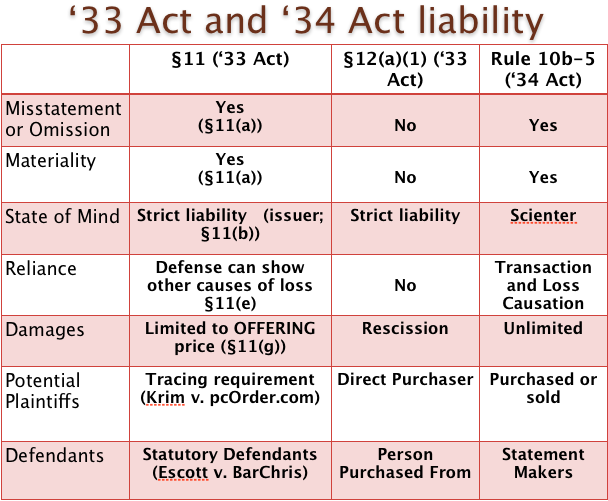 ‘33 Act and ‘34 Act liability
§11 (‘33 Act)
§12(a)(1) (‘33
Act)
Rule 10b-5
(‘34 Act)
Misstatement
or Omission
Yes
(§11(a))
No
Yes
Materiality
Yes
(§11(a))
No
Yes
State of Mind
Strict liability (issuer;
§11(b))
Strict liability
Scienter
Reliance
Defense can show
other causes of loss
§11(e)
No
Transaction
and Loss
Causation
Damages
Limited to OFFERING
price (§11(g))
Rescission
Unlimited
Potential
Plaintiffs
Tracing requirement
(Krim v. pcOrder.com)
Direct Purchaser
Purchased or
sold
Defendants
Statutory Defendants
(Escott v. BarChris)
Person
Purchased From
Statement
Makers